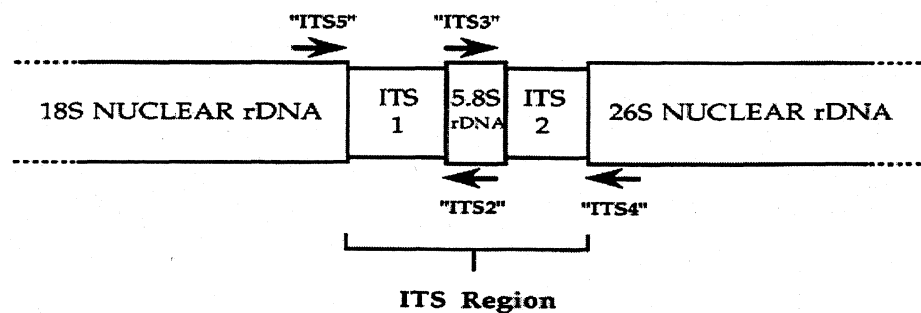 "ITS5" "ITS3"
18S NUCLEAR rDNA
ITS
1
5.8S
rDNA
ITS
2
26S NUCLEAR rDNA
"ITS2" "ITS4"
ITS Region